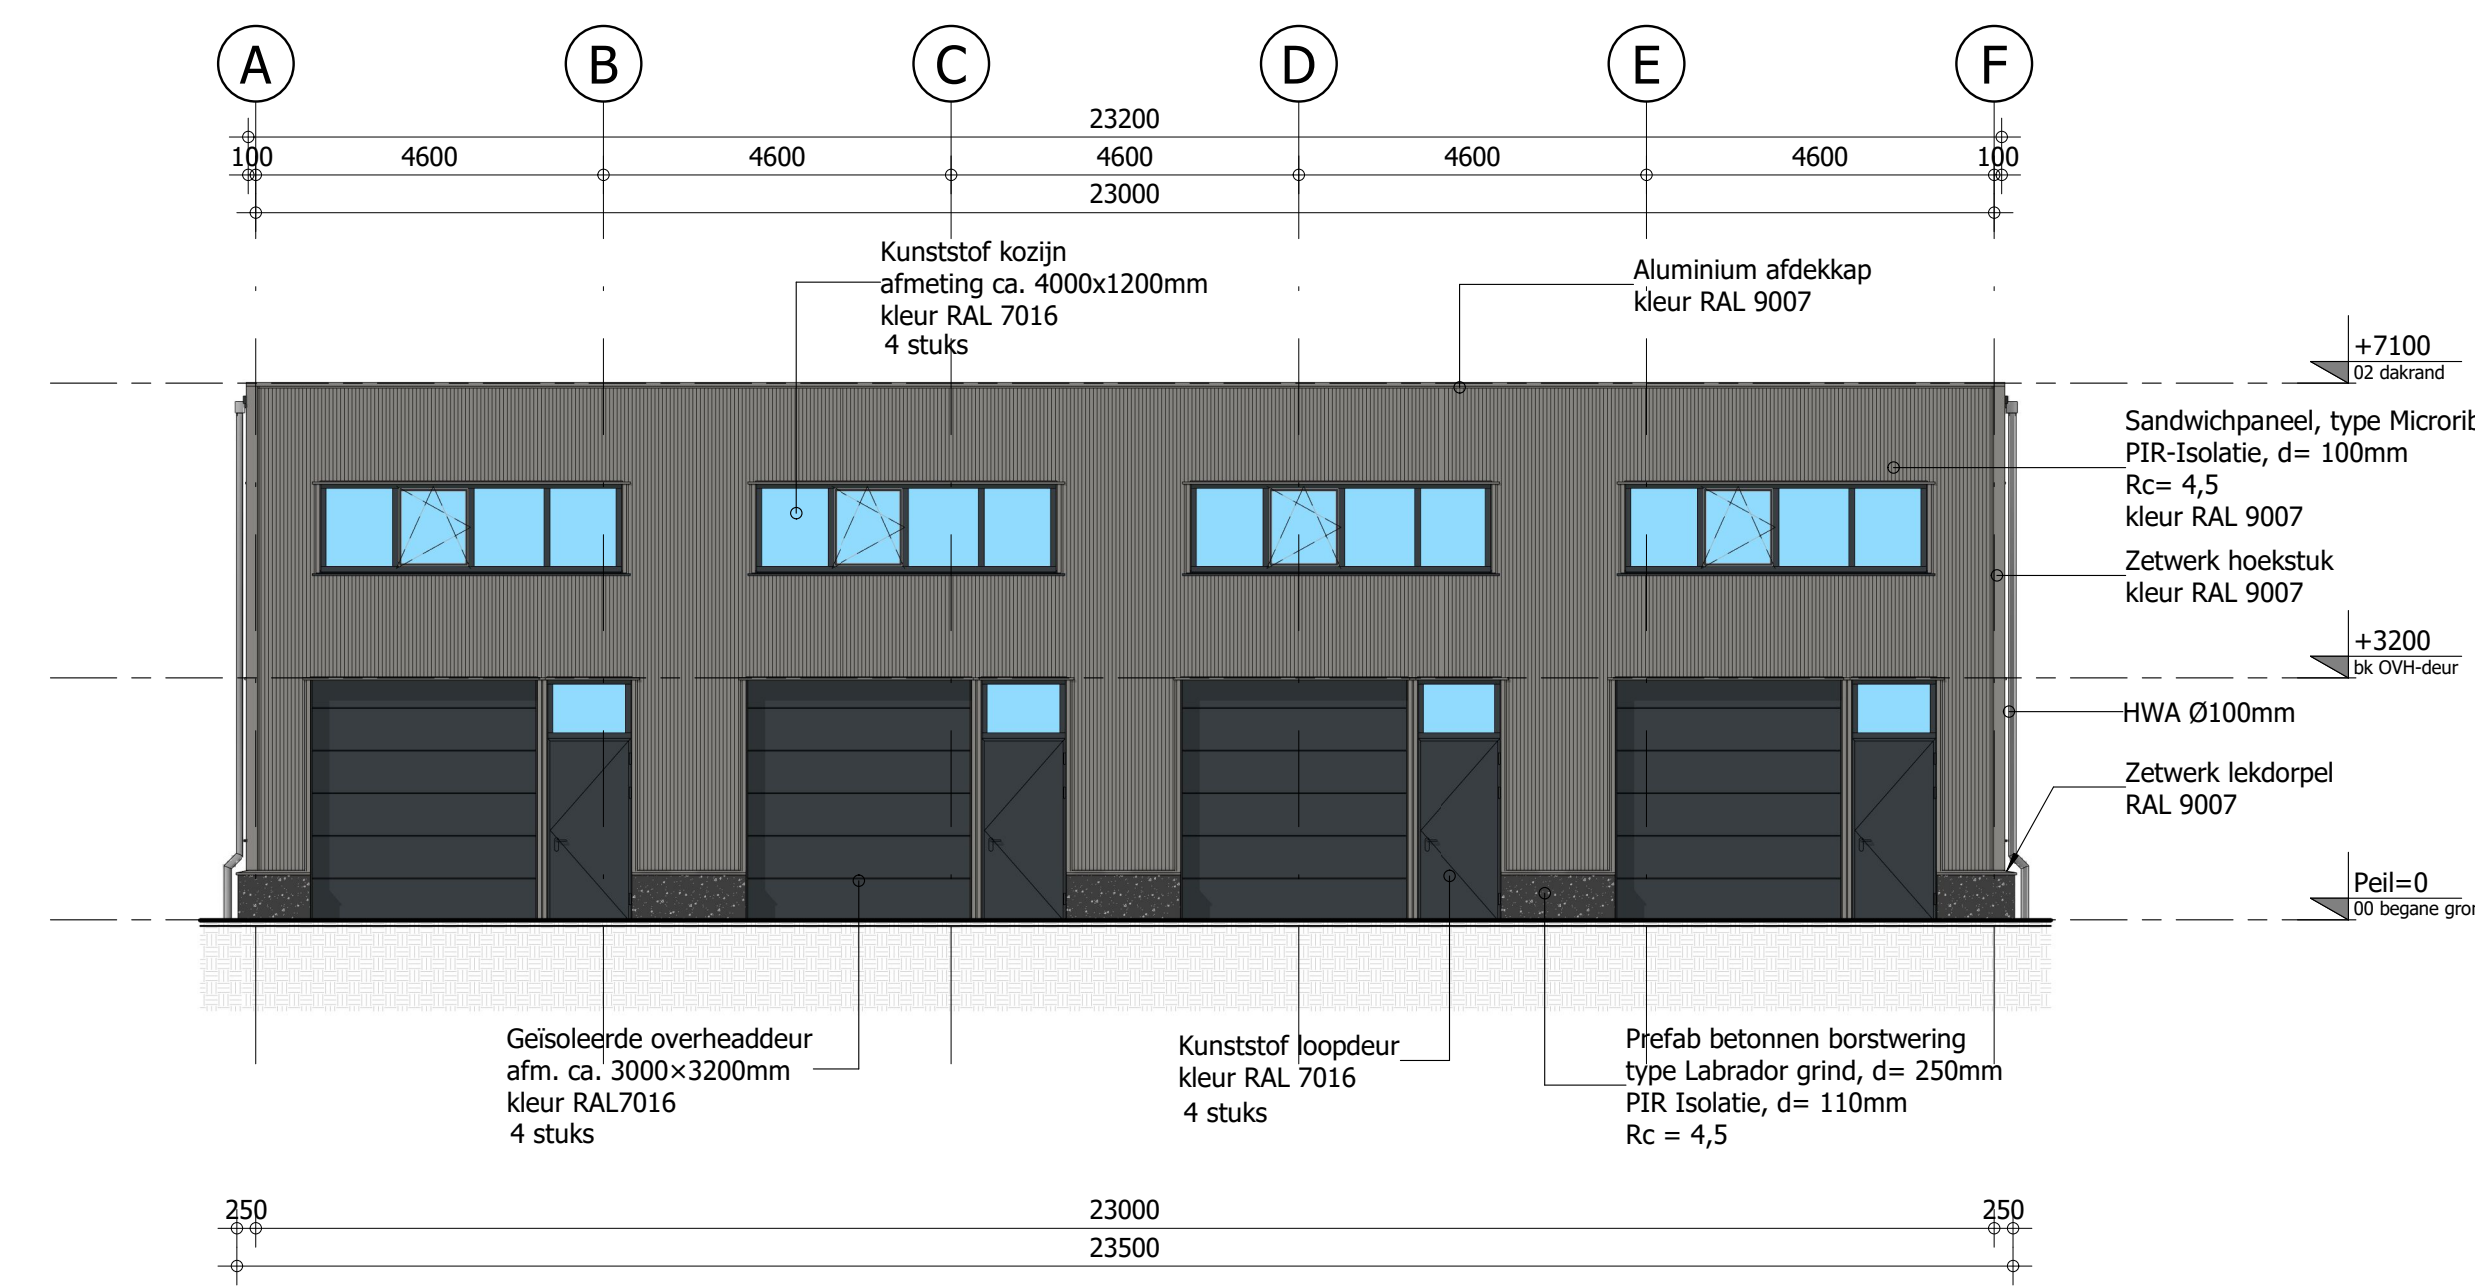 A B C D E F
23200
100 4600 4600 4600 4600 4600 100
23000
Kunststof kozijn
afmeting ca. 4000x1200mm
kleur RAL 7016
4 stuks
Aluminium afdekkap
kleur RAL 9007
+7100
02 dakrand
Sandwichpaneel, type Microrib
PIR-Isolatie, d= 100mm
Rc= 4,5
kleur RAL 9007
Zetwerk hoekstuk
kleur RAL 9007
+3200
bk OVH-deur
HWA Ø100mm
Zetwerk lekdorpel
RAL 9007
Peil=0
00 begane gron
Geïsoleerde overheaddeur
afm. ca. 3000×3200mm
kleur RAL7016
4 stuks
Kunststof loopdeur
kleur RAL 7016
4 stuks
Prefab betonnen borstwering
type Labrador grind, d= 250mm
PIR Isolatie, d= 110mm
Rc = 4,5
250 23000 250
23500